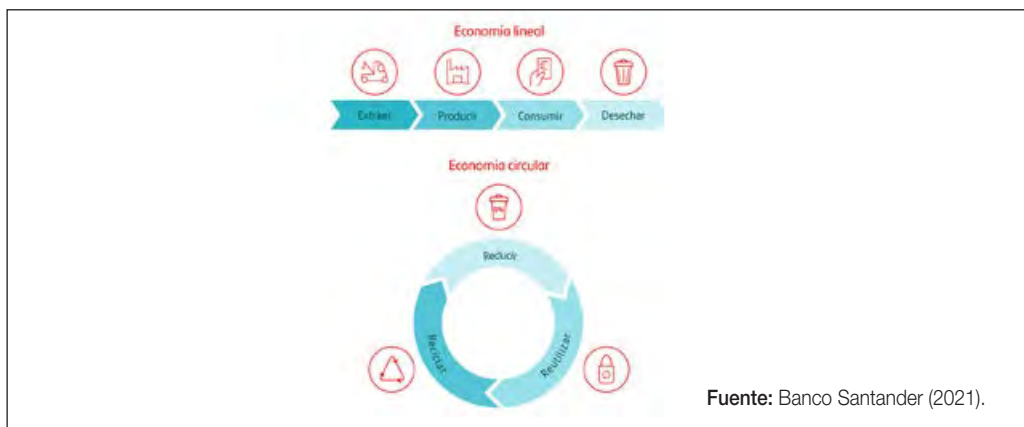 Economía lineal
Extraer Producir Consumir Desechar
Economía circular
Reducir
Reciclar
Reutilizar
Fuente: Banco Santander (2021).